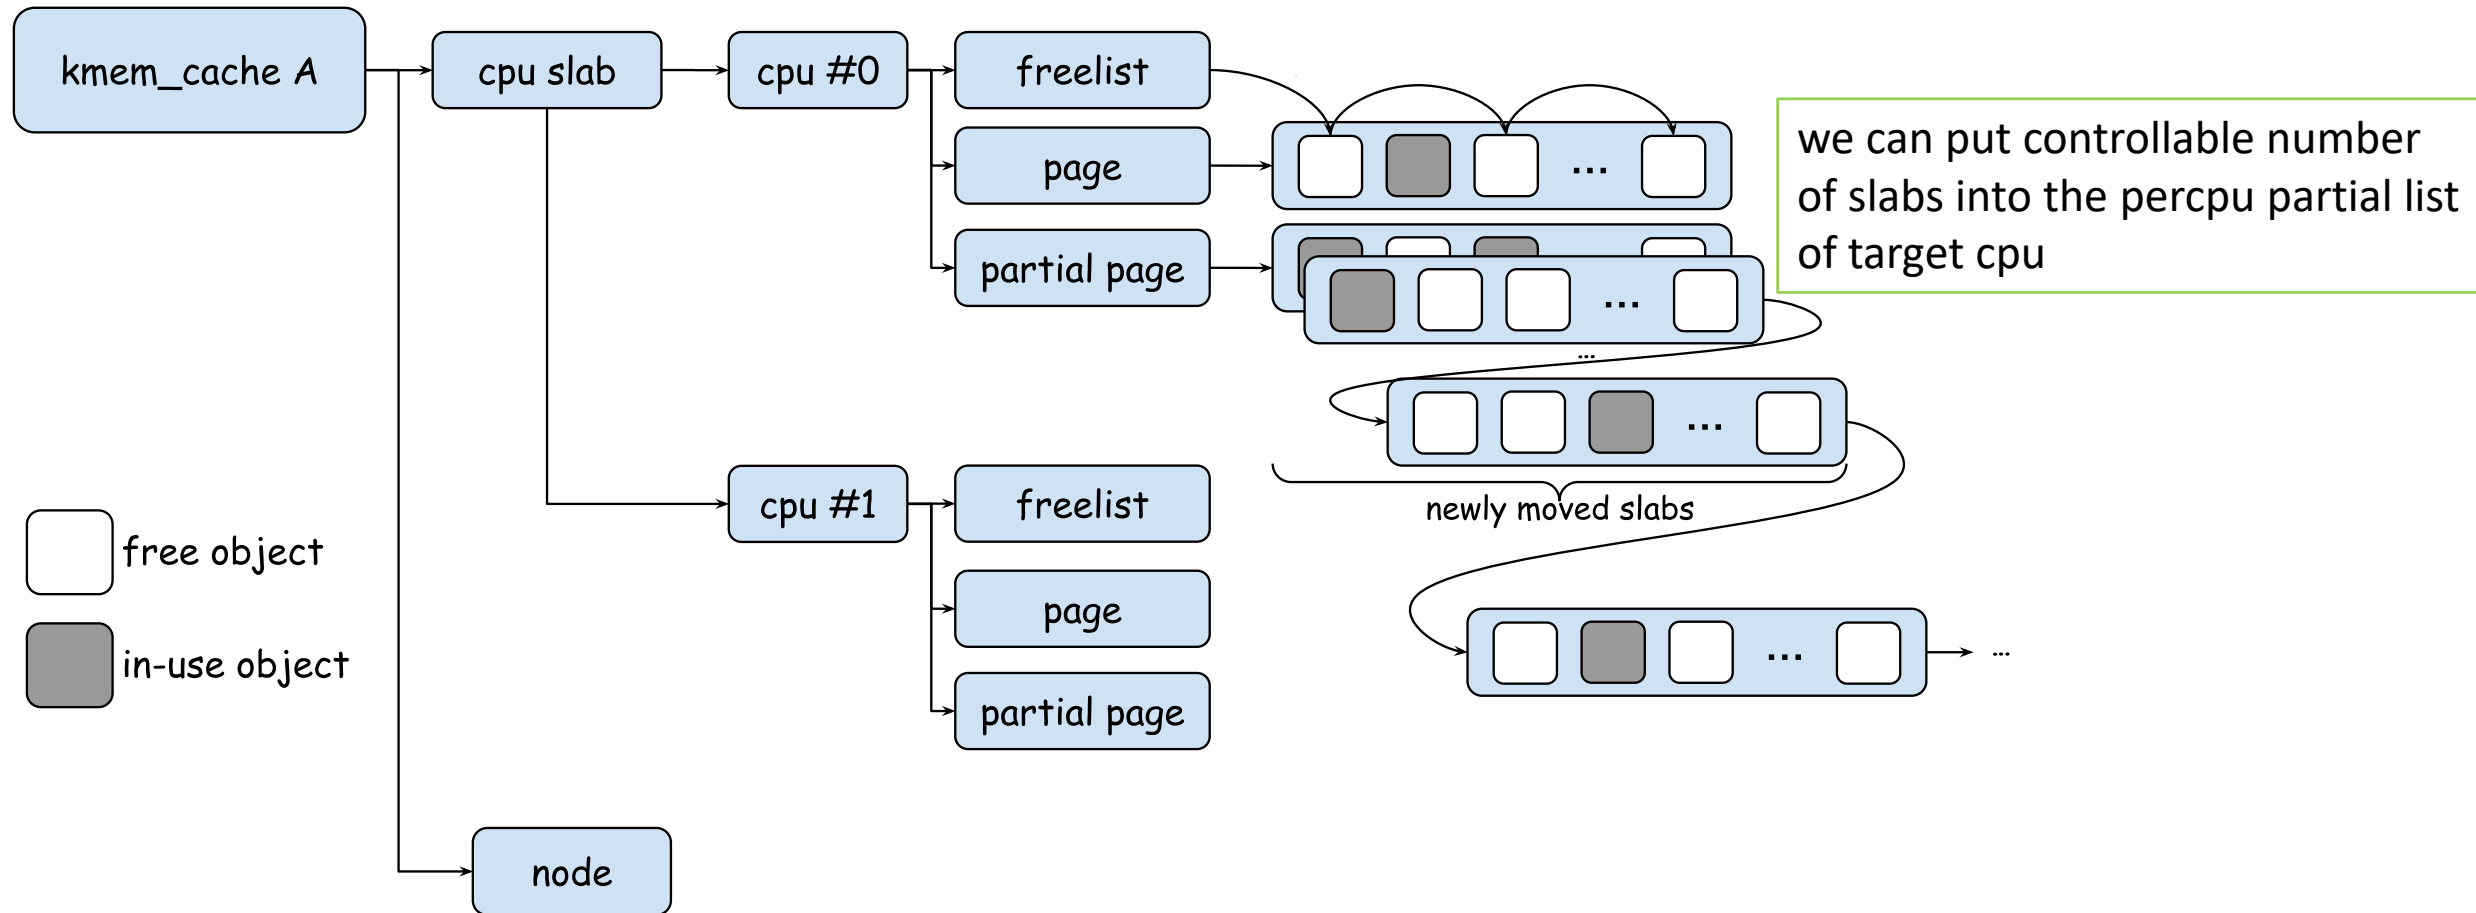 kmem_cache A
cpu slab
cpu #0
freelist
page
partial page
...
we can put controllable number
of slabs into the percpu partial list
of target cpu
...
...
...
newly moved slabs
cpu #1
freelist
page
partial page
free object
in-use object
...
...
node